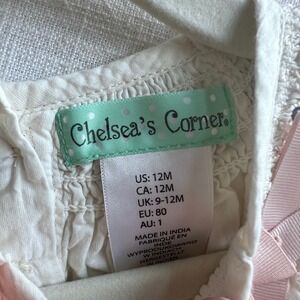 Chelsea's Corner.
US: 12M
CA: 12M
UK: 9-12M
EU: 80
AU: 1
MADE IN INDIA
FABRIQUÉ EN